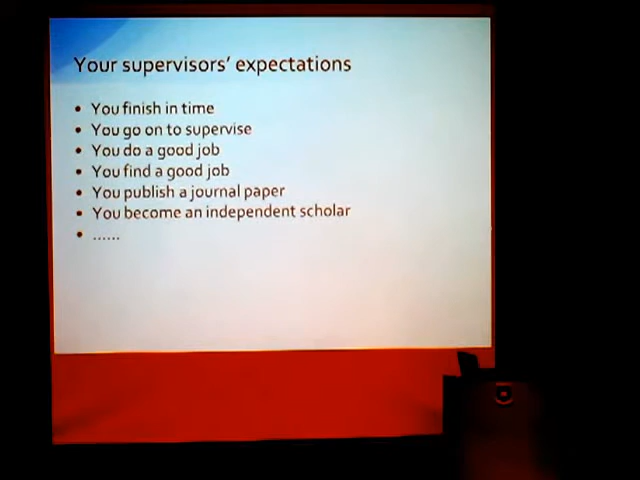 Your supervisors' expectations
• You finish in time
• You go on to supervise
• You do a good job
• You find a good job
• You publish a journal paper
• You become an independent scholar
• ......